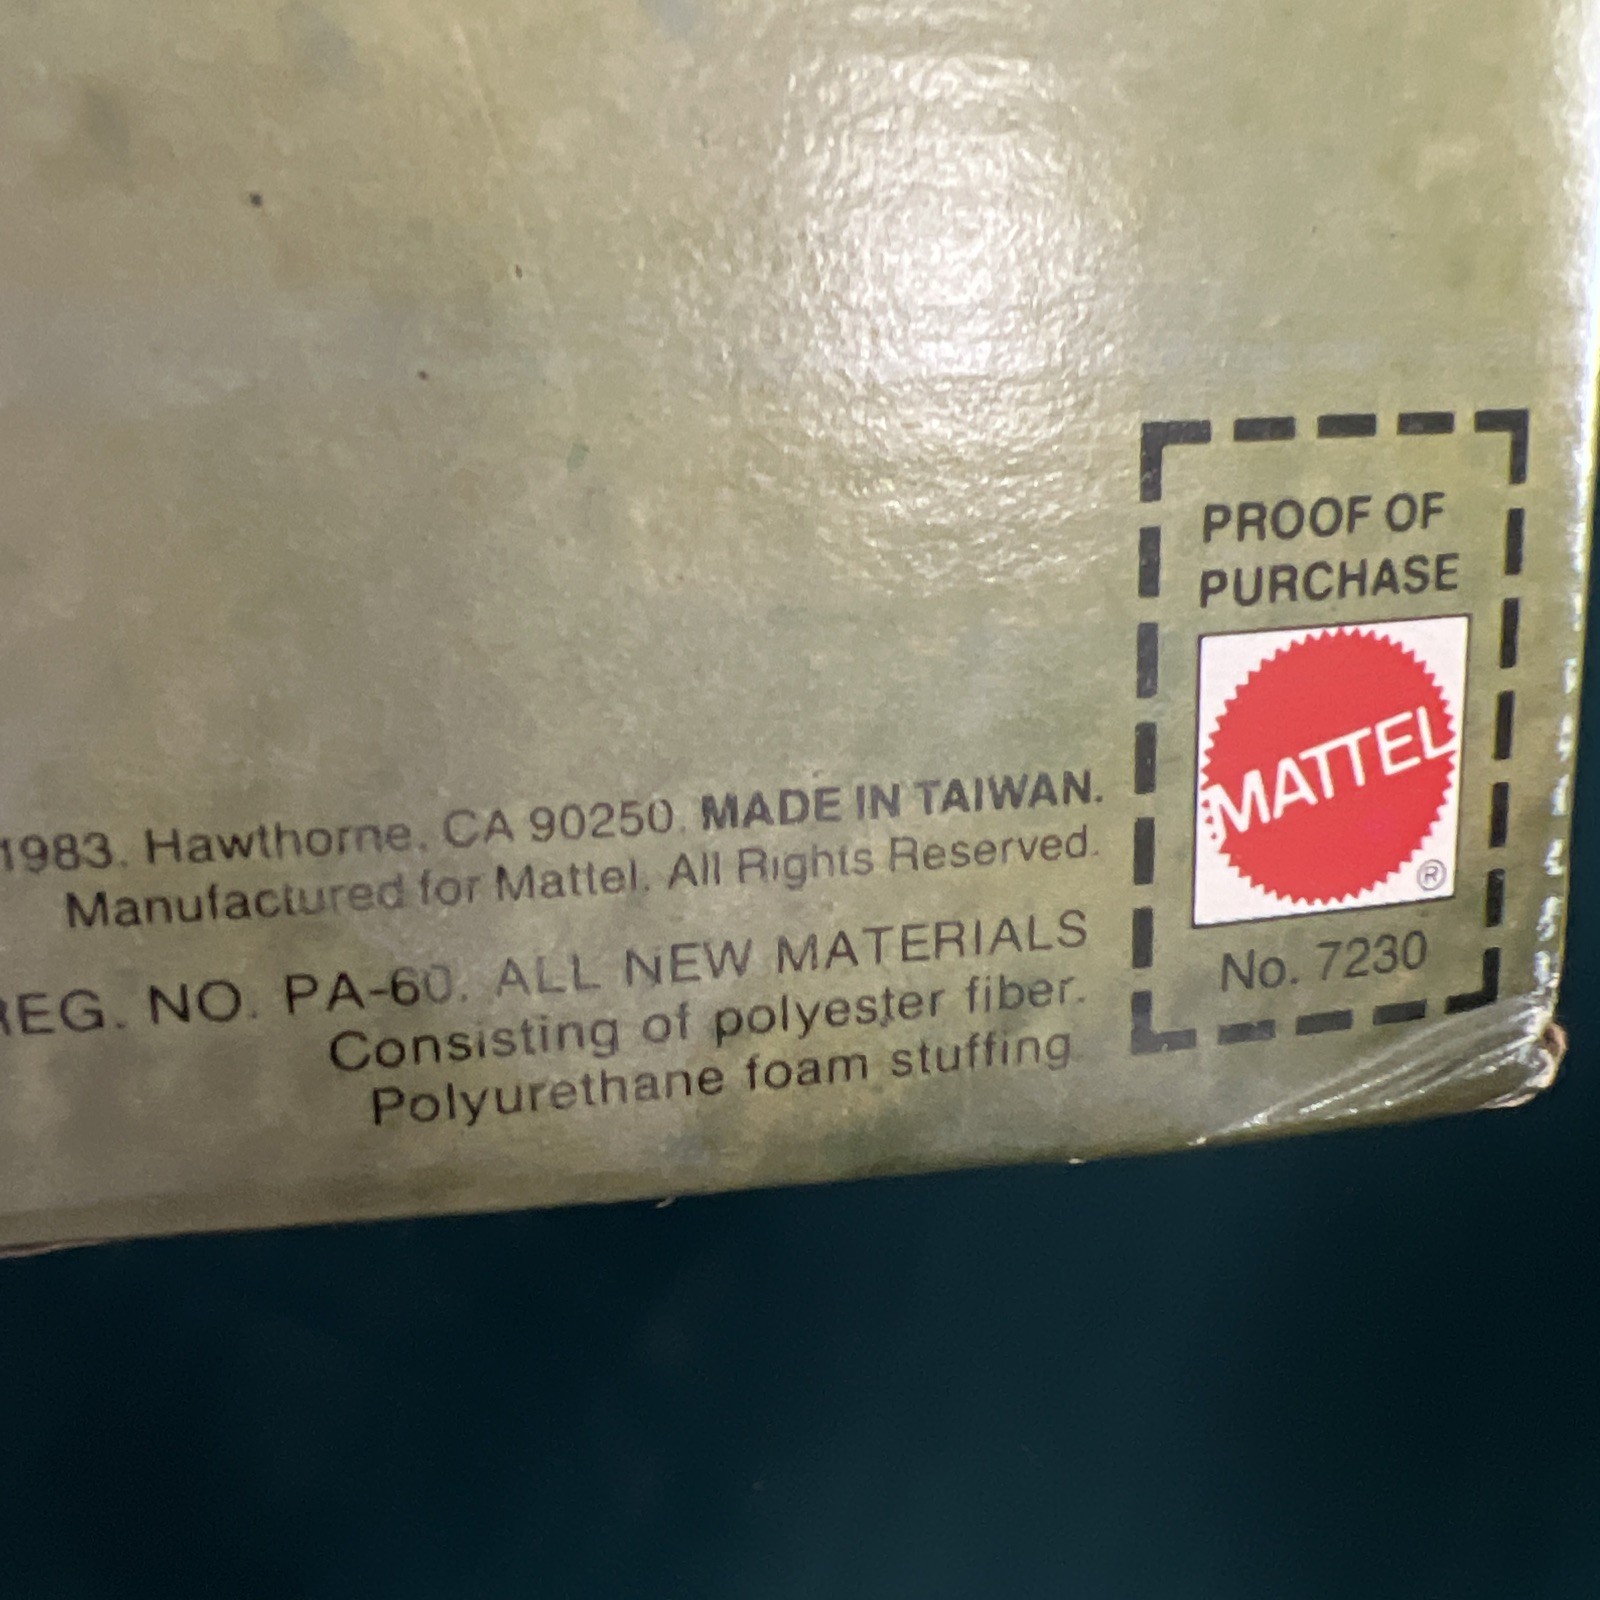 1983. Hawthorne, CA 90250. MADE IN TAIWAN.
Manufactured for Mattel. All Rights Reserved.
REG. NO. PA-60. ALL NEW MATERIALS
Consisting of polyester fiber.
Polyurethane foam stuffing
PROOF OF
PURCHASE
MATTEL
®
No. 7230